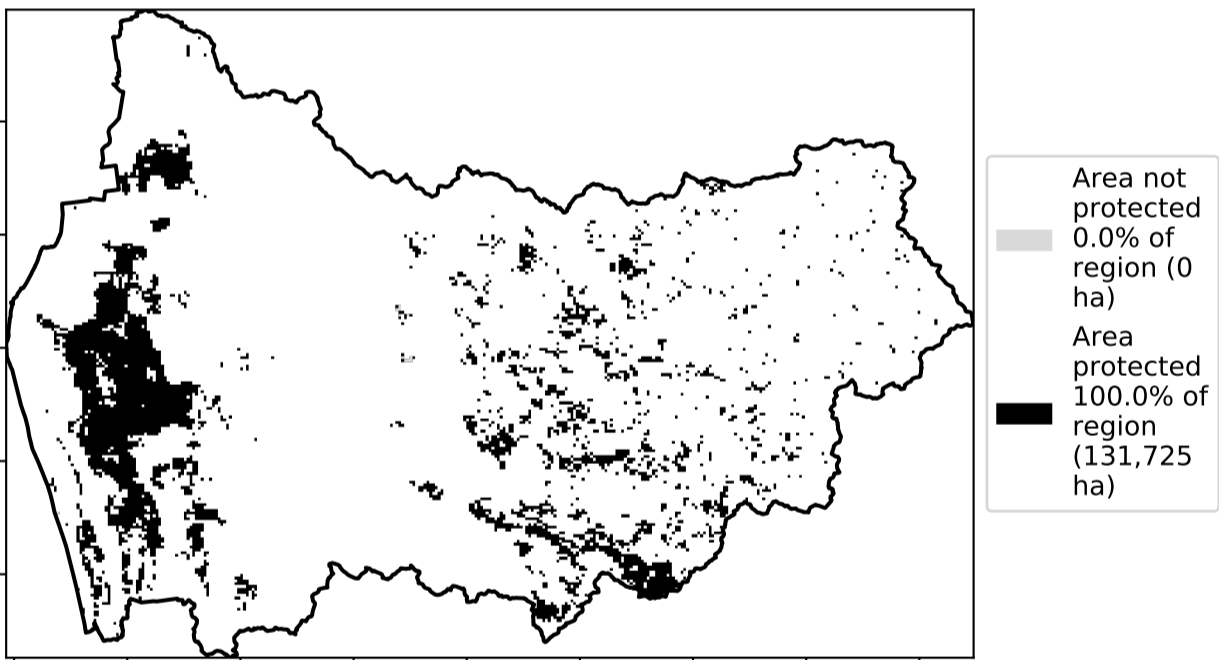 Area not
protected
0.0% of
region (0
ha)
Area
protected
100.0% of
region
(131,725
ha)